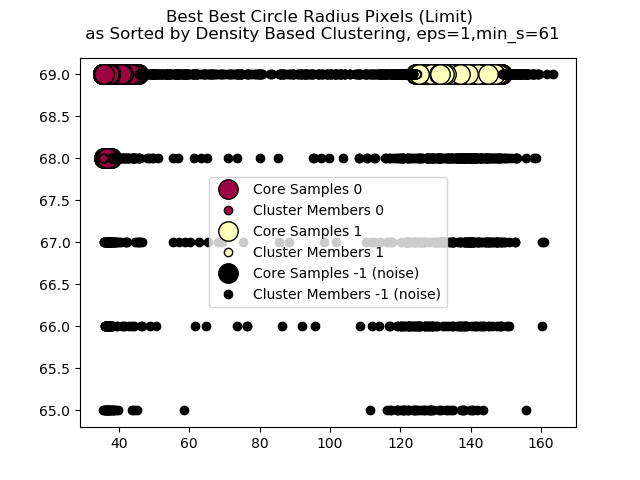 Best Best Circle Radius Pixels (Limit)
as Sorted by Density Based Clustering, eps=1,min_s=61
69.0
68.5
68.0
67.5
67.0
66.5
66.0
65.5
65.0
Core Samples 0
Cluster Members 0
Core Samples 1
Cluster Members 1
Core Samples -1 (noise)
Cluster Members -1 (noise)
40 60 80 100 120 140 160